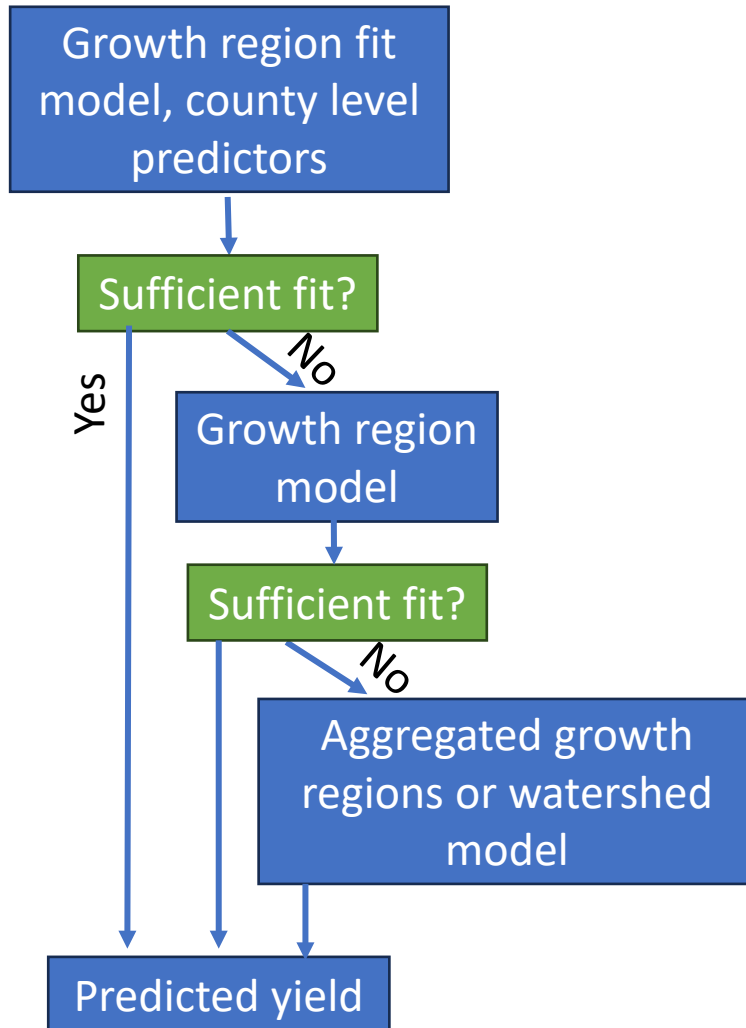 Growth region fit
model, county level
predictors
Sufficient fit?
Yes
No
Growth region
model
Sufficient fit?
No
Aggregated growth
regions or watershed
model
Predicted yield